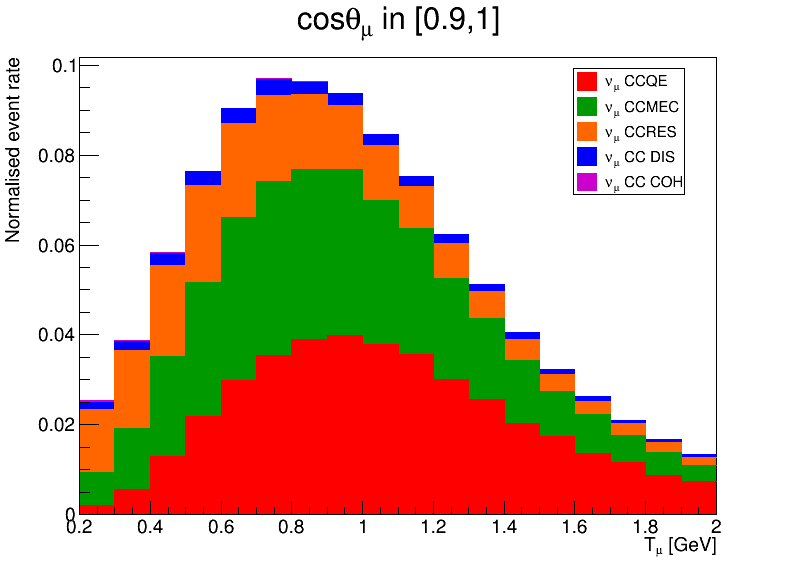 cosθμ in [0.9,1]
Normalised event rate
0.1
0.08
0.06
0.04
0.02
0
νμ CCQE
νμ CCMEC
νμ CCRES
νμ CC DIS
νμ CC COH
0.2 0.4 0.6 0.8 1 1.2 1.4 1.6 1.8 2
Tμ [GeV]